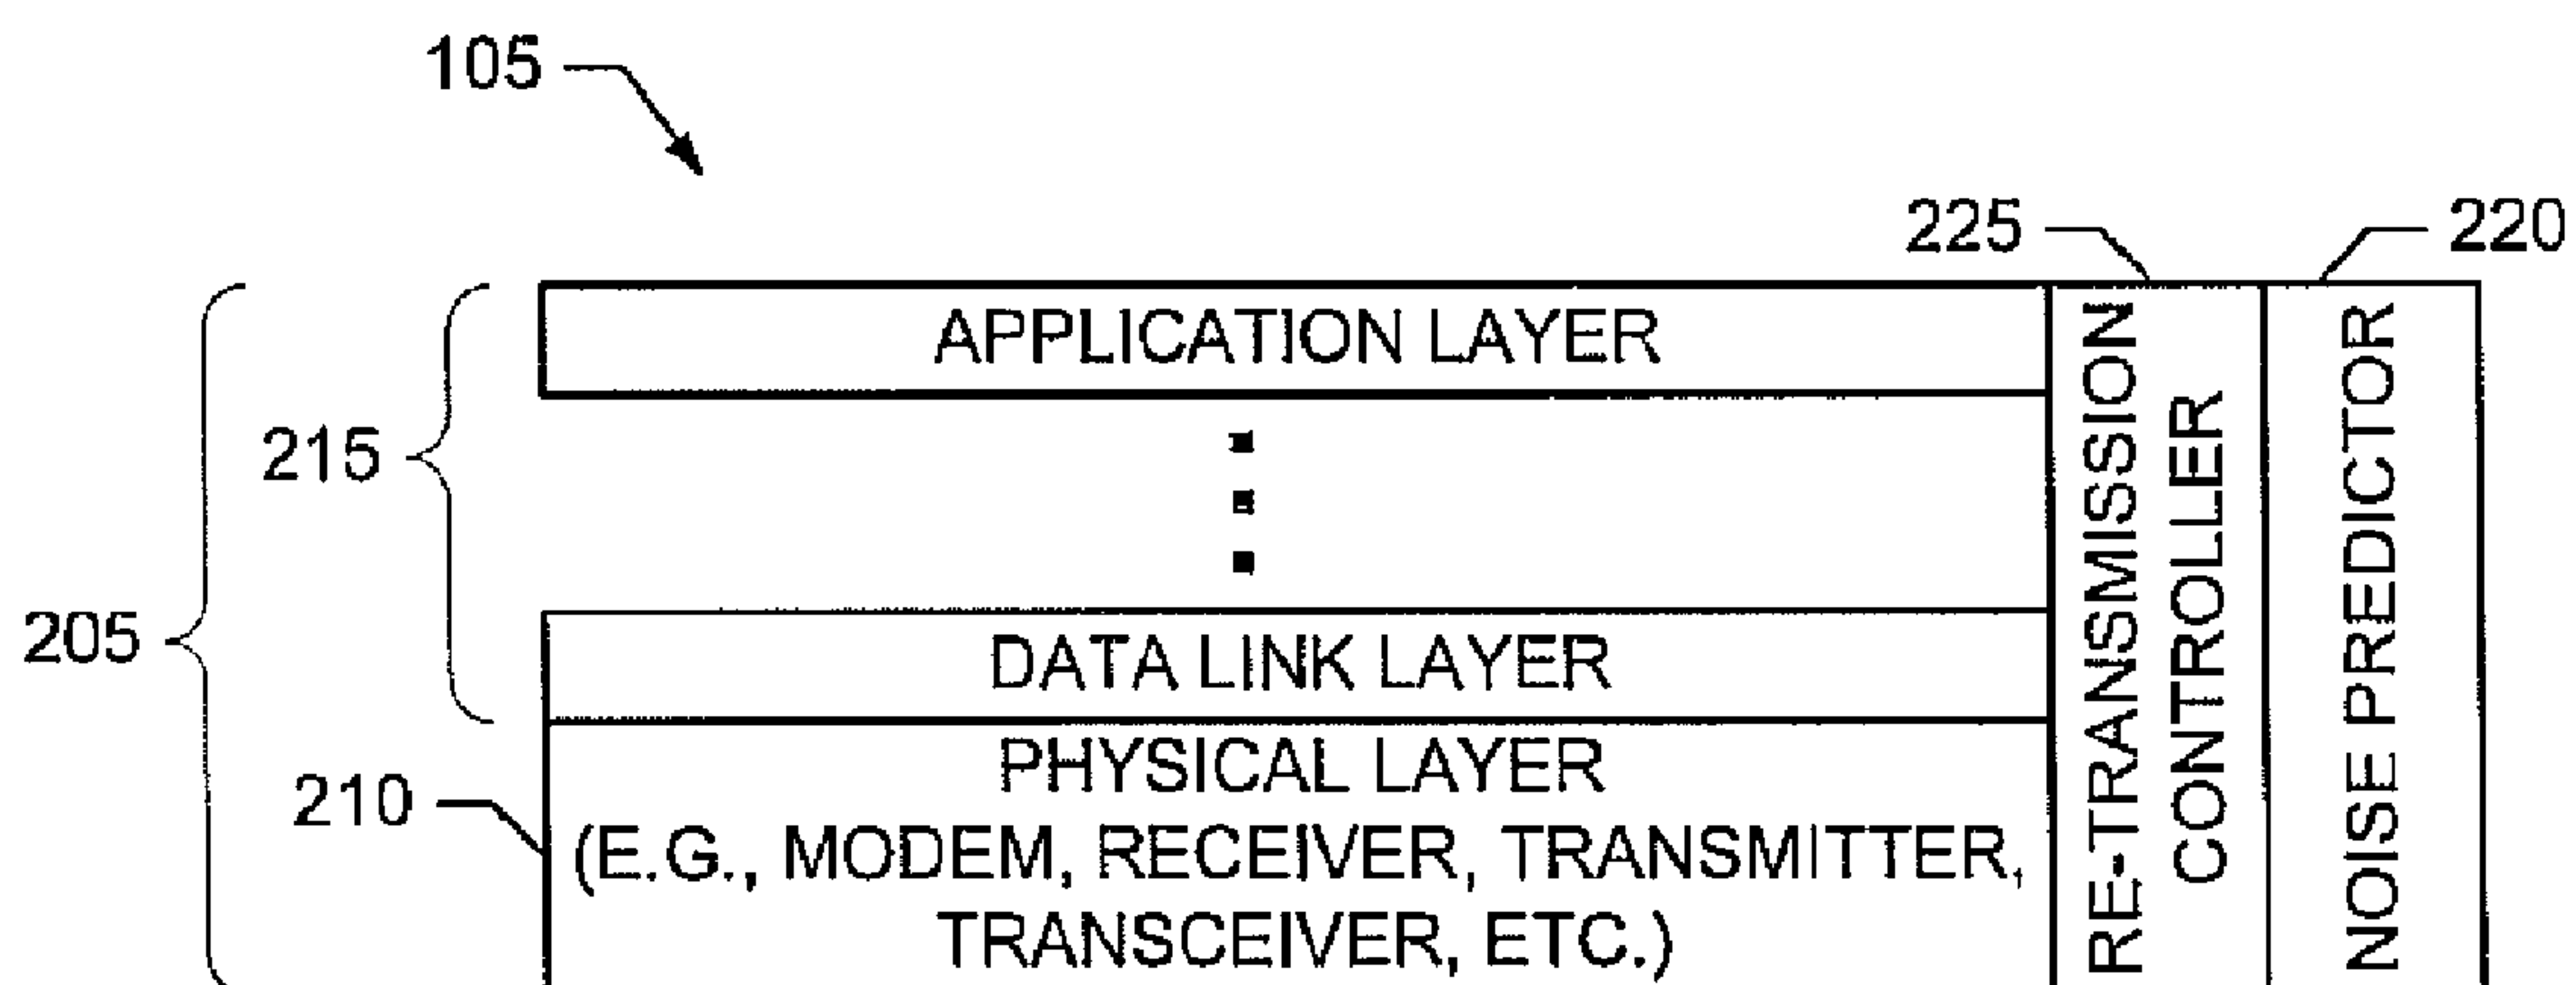 105
225
220
APPLICATION LAYER
215
205
DATA LINK LAYER
210
PHYSICAL LAYER
(E.G., MODEM, RECEIVER, TRANSMITTER,
TRANSCEIVER, ETC.)
RE-TRANSMISSION
CONTROLLER
NOISE PREDICTOR